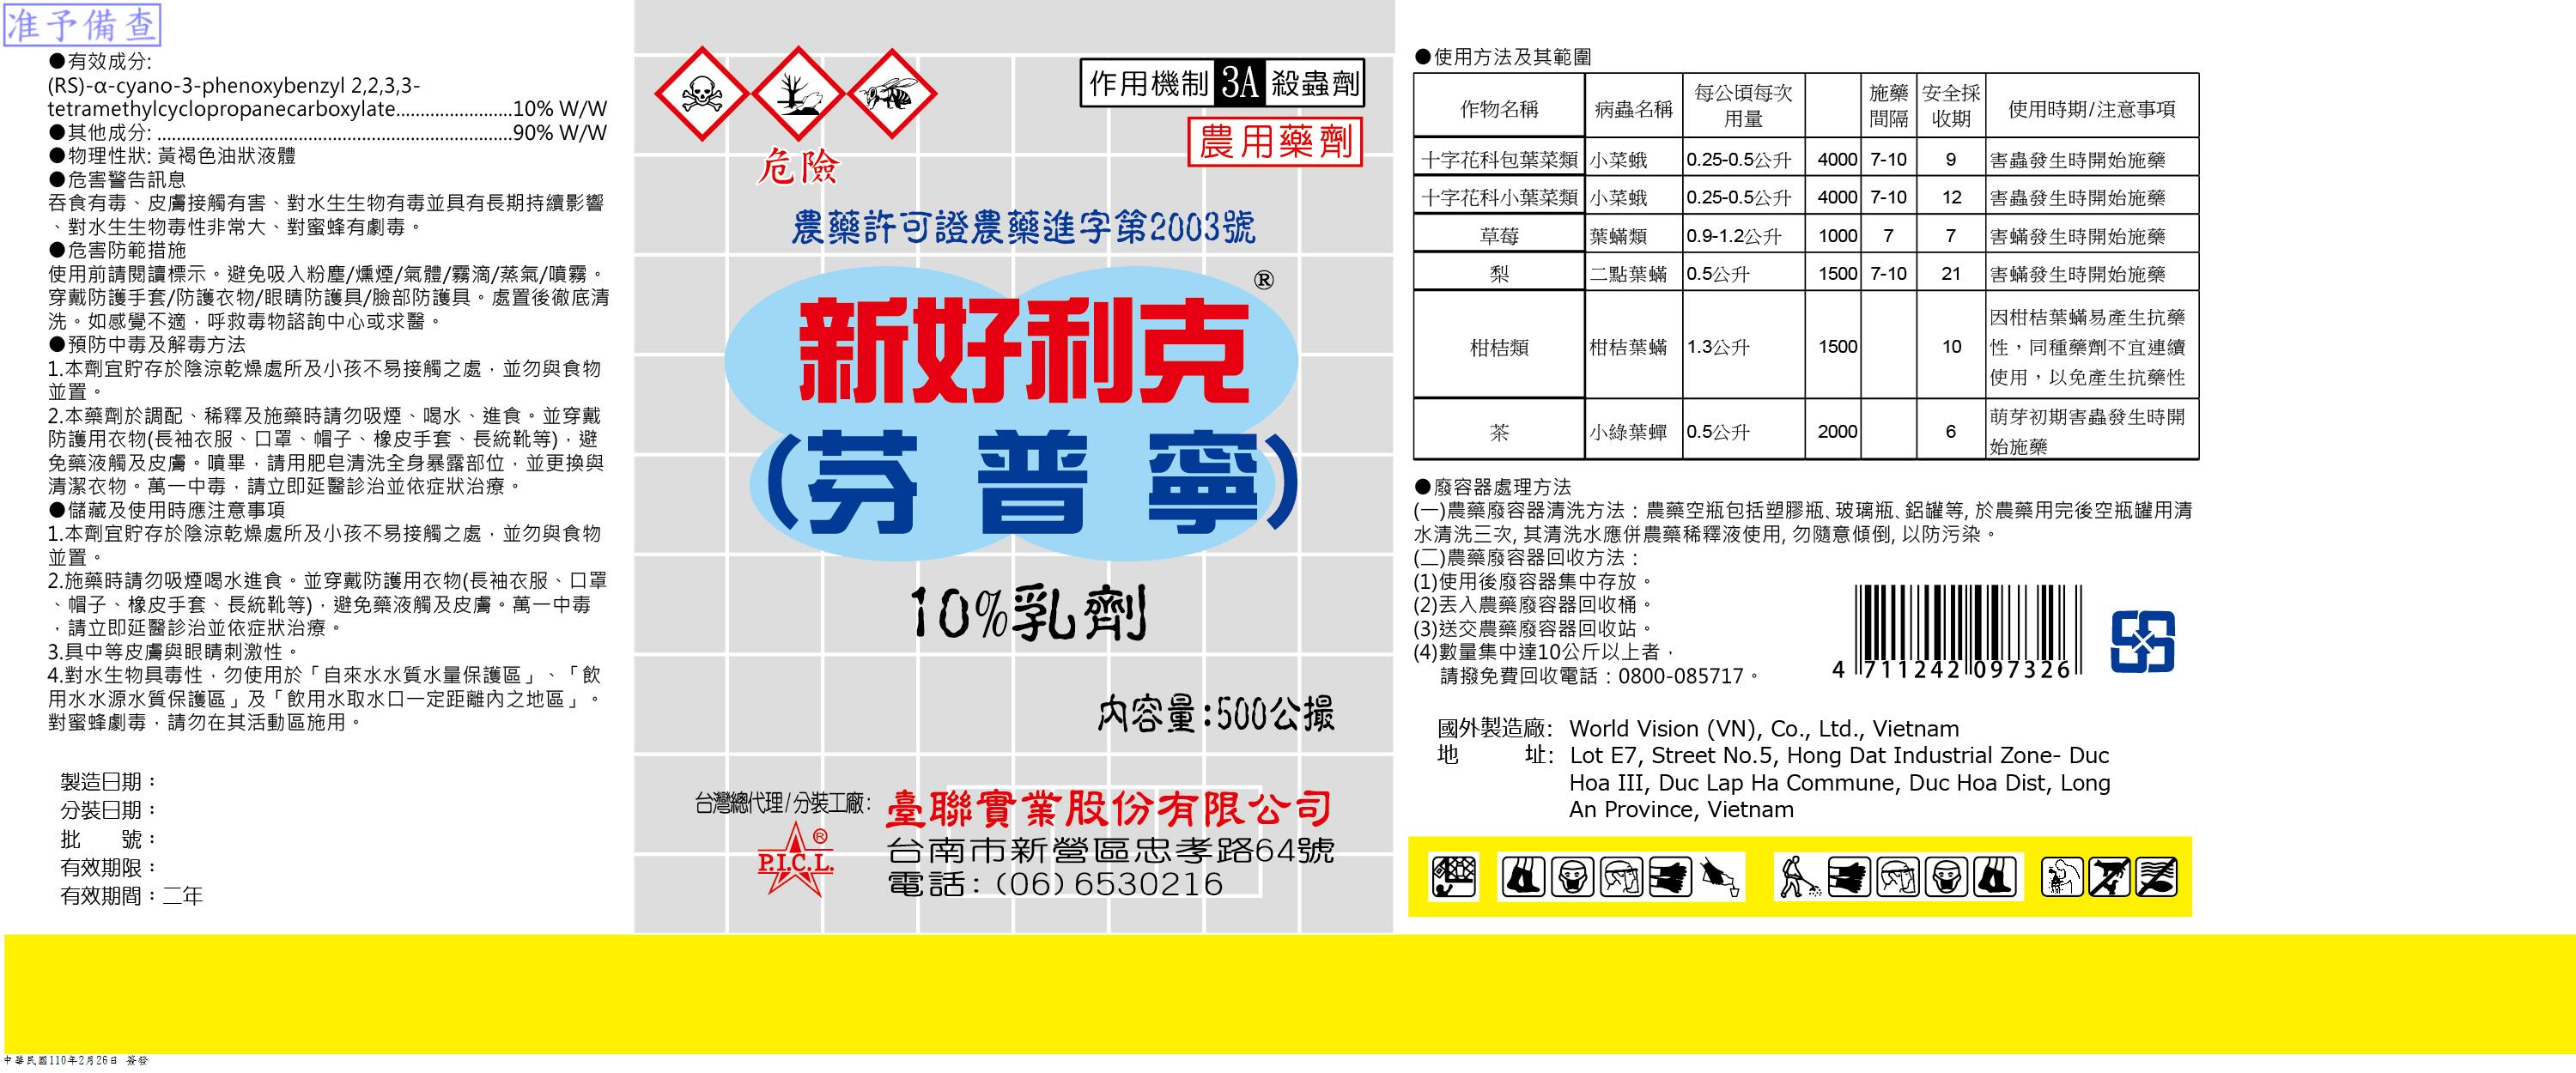 准予備查
●有效成分:
(RS)-α-cyano-3-phenoxybenzyl 2,2,3,3-
tetramethylcyclopropanecarboxylate........................10% W/W
●其他成分: .........................................................................90% W/W
●物理性狀: 黃褐色油狀液體
●危害警告訊息
吞食有毒、皮膚接觸有害、對水生生物有毒並具有長期持續影響
、對水生生物毒性非常大、對蜜蜂有劇毒。
●危害防範措施
使用前請閱讀標示。避免吸入粉塵/燻煙/氣體/霧滴/蒸氣/噴霧。
穿戴防護手套/防護衣物/眼睛防護具/臉部防護具。處置後徹底清
洗。如感覺不適，呼救毒物諮詢中心或求醫。
●預防中毒及解毒方法
1.本劑宜貯存於陰涼乾燥處所及小孩不易接觸之處，並勿與食物
並置。
2.本藥劑於調配、稀釋及施藥時請勿吸煙、喝水、進食。並穿戴
防護用衣物(長袖衣服、口罩、帽子、橡皮手套、長統靴等)，避
免藥液觸及皮膚。噴畢，請用肥皂清洗全身暴露部位，並更換與
清潔衣物。萬一中毒，請立即延醫診治並依症狀治療。
●儲藏及使用時應注意事項
1.本劑宜貯存於陰涼乾燥處所及小孩不易接觸之處，並勿與食物
並置。
2.施藥時請勿吸煙喝水進食。並穿戴防護用衣物(長袖衣服、口罩
、帽子、橡皮手套、長統靴等)，避免藥液觸及皮膚。萬一中毒
，請立即延醫診治並依症狀治療。
3.具中等皮膚與眼睛刺激性。
4.對水生物具毒性，勿使用於「自來水水質水量保護區」、「飲
用水水源水質保護區」及「飲用水取水口一定距離內之地區」。
對蜜蜂劇毒，請勿在其活動區施用。
製造日期：
分裝日期：
批　　號：
有效期限：
有效期間：二年
作用機制 3A 殺蟲劑
農用藥劑
危險
農藥許可證農藥進字第2003號
新好利克®
(芬普寧)
10%乳劑
內容量:500公撮
台灣總代理/分裝工廠: 臺聯實業股份有限公司
P.I.C.L.®
台南市新營區忠孝路64號
電話: (06) 6530216
●使用方法及其範圍
作物名稱 病蟲名稱 每公頃每次用量 施藥間隔 安全採收期 使用時期/注意事項
十字花科包葉菜類 小菜蛾 0.25-0.5公升 4000 7-10 9 害蟲發生時開始施藥
十字花科小葉菜類 小菜蛾 0.25-0.5公升 4000 7-10 12 害蟲發生時開始施藥
草莓 葉蟎類 0.9-1.2公升 1000 7 7 害蟎發生時開始施藥
梨 二點葉蟎 0.5公升 1500 7-10 21 害蟎發生時開始施藥
柑桔類 柑桔葉蟎 1.3公升 1500 10 因柑桔葉蟎易產生抗藥
性，同種藥劑不宜連續
使用，以免產生抗藥性
茶 小綠葉蟬 0.5公升 2000 6 萌芽初期害蟲發生時開
始施藥
●廢容器處理方法
(一)農藥廢容器清洗方法：農藥空瓶包括塑膠瓶、玻璃瓶、鋁罐等, 於農藥用完後空瓶罐用清
水清洗三次, 其清洗水應併農藥稀釋液使用, 勿隨意傾倒, 以防污染。
(二)農藥廢容器回收方法：
(1)使用後廢容器集中存放。
(2)丟入農藥廢容器回收桶。
(3)送交農藥廢容器回收站。
(4)數量集中達10公斤以上者，
請撥免費回收電話：0800-085717。
4 711242 097326
國外製造廠: World Vision (VN), Co., Ltd., Vietnam
地　　址: Lot E7, Street No.5, Hong Dat Industrial Zone- Duc
Hoa III, Duc Lap Ha Commune, Duc Hoa Dist, Long
An Province, Vietnam
中華民國110年2月26日 簽發